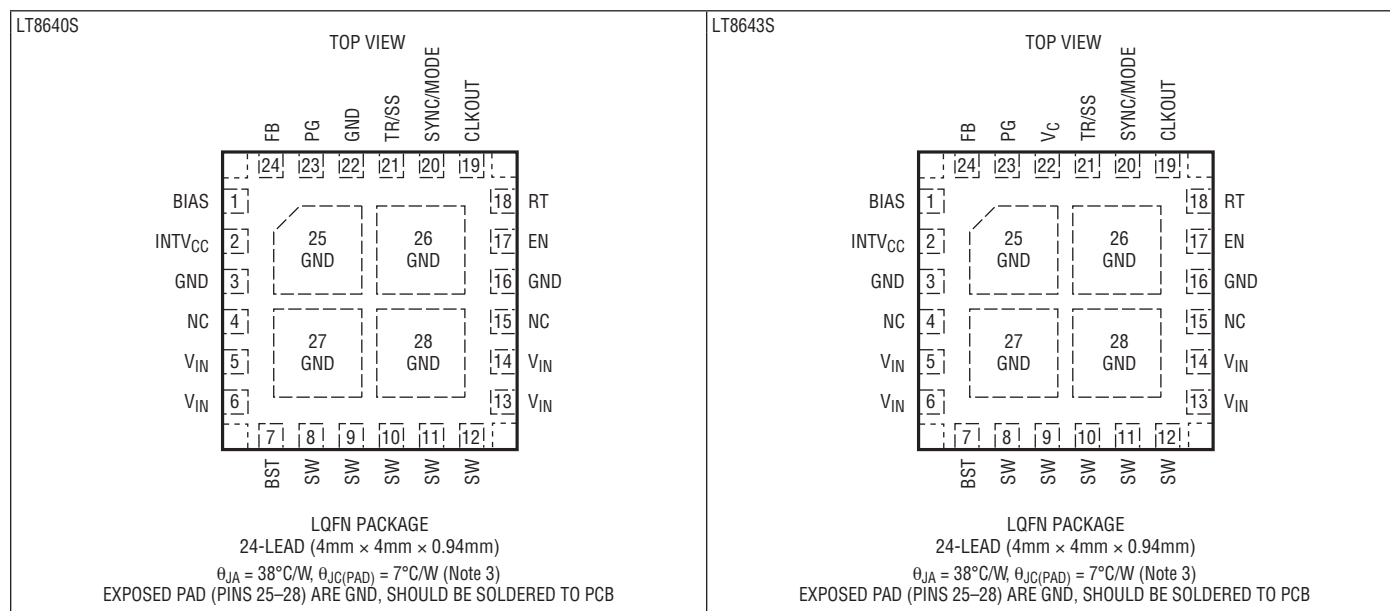 LT8640S
TOP VIEW
FB
PG
GND
TR/SS
SYNC/MODE
CLKOUT
24 23 22 21 20 19
BIAS 1
INTVCC 2
GND 3
NC 4
VIN 5
VIN 6
18 RT
17 EN
16 GND
15 NC
14 VIN
13 VIN
25
GND
26
GND
27
GND
28
GND
7 8 9 10 11 12
BST
SW
SW
SW
SW
SW
LQFN PACKAGE
24-LEAD (4mm × 4mm × 0.94mm)
θJA = 38°C/W, θJC(PAD) = 7°C/W (Note 3)
EXPOSED PAD (PINS 25–28) ARE GND, SHOULD BE SOLDERED TO PCB
LT8643S
TOP VIEW
FB
PG
VC
TR/SS
SYNC/MODE
CLKOUT
24 23 22 21 20 19
BIAS 1
INTVCC 2
GND 3
NC 4
VIN 5
VIN 6
18 RT
17 EN
16 GND
15 NC
14 VIN
13 VIN
25
GND
26
GND
27
GND
28
GND
7 8 9 10 11 12
BST
SW
SW
SW
SW
SW
LQFN PACKAGE
24-LEAD (4mm × 4mm × 0.94mm)
θJA = 38°C/W, θJC(PAD) = 7°C/W (Note 3)
EXPOSED PAD (PINS 25–28) ARE GND, SHOULD BE SOLDERED TO PCB